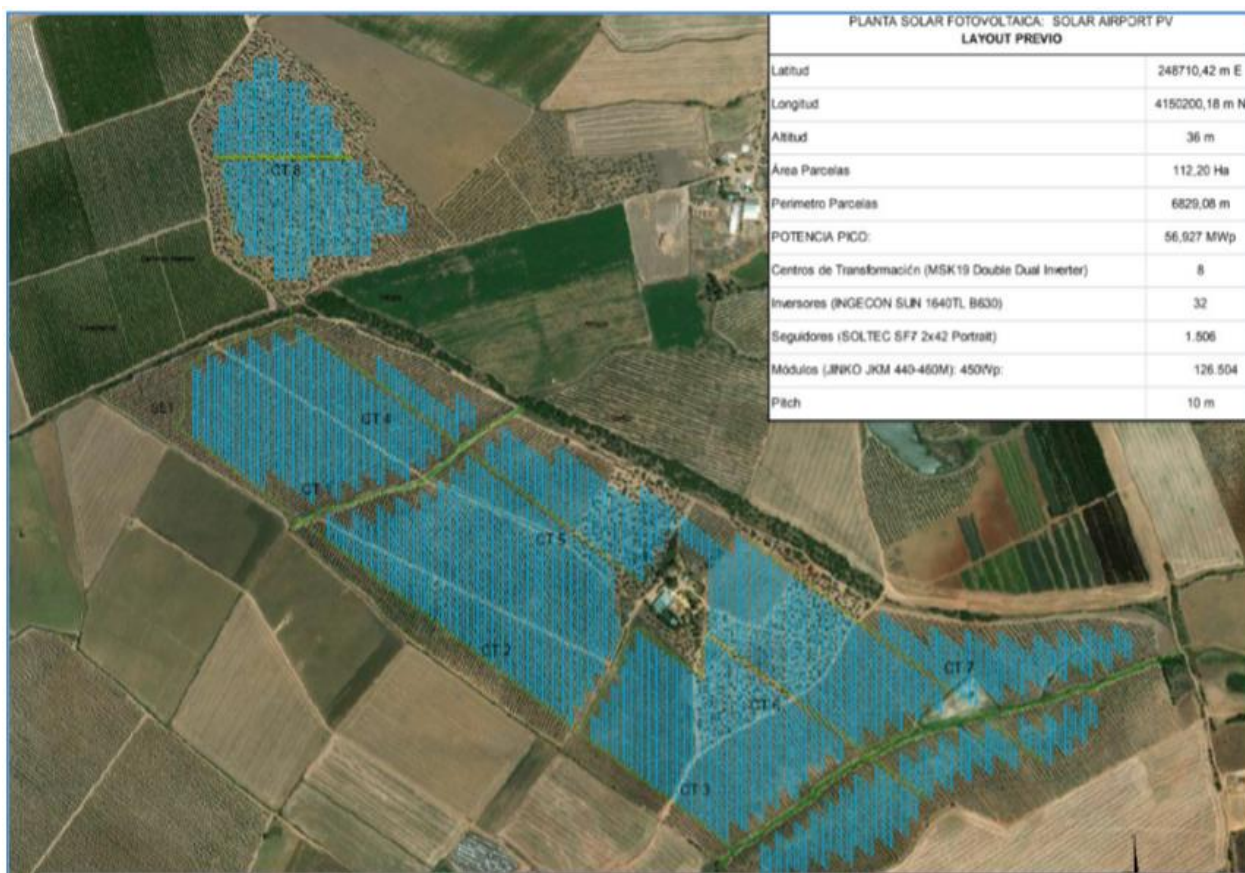 PLANTA SOLAR FOTOVOLTAICA: SOLAR AIRPORT PV
LAYOUT PREVIO
Latitud 248710,42 m E
Longitud 4150200,18 m N
Altitud 36 m
Área Parcelas 112,20 Ha
Perimetro Parcelas 6829,08 m
POTENCIA PICO: 56,927 MWp
Centros de Transformación (MSK19 Double Dual Inverter) 8
Inversores (INGECON SUN 1640TL B630) 32
Seguidores (SOLTEC SF7 2x42 Portrait) 1.506
Módulos (JINKO JKM 440-460M): 450Wp: 126.504
Pitch 10 m
CT 8
SET
CT 4
CT
CT 5
CT 2
CT 7
CT 6
CT 3